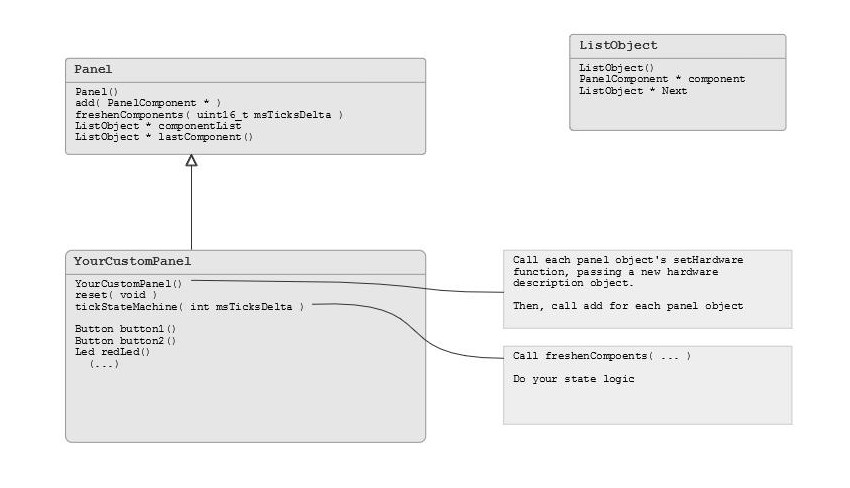 Panel
Panel()
add( PanelComponent * )
freshenComponents( uint16_t msTicksDelta )
ListObject * componentList
ListObject * lastComponent()
ListObject
ListObject()
PanelComponent * component
ListObject * Next
YourCustomPanel
YourCustomPanel()
reset( void )
tickStateMachine( int msTicksDelta )
Button button1()
Button button2()
Led redLed()
(...)
Call each panel object's setHardware
function, passing a new hardware
description object.
Then, call add for each panel object
Call freshenCompoents( ... )
Do your state logic